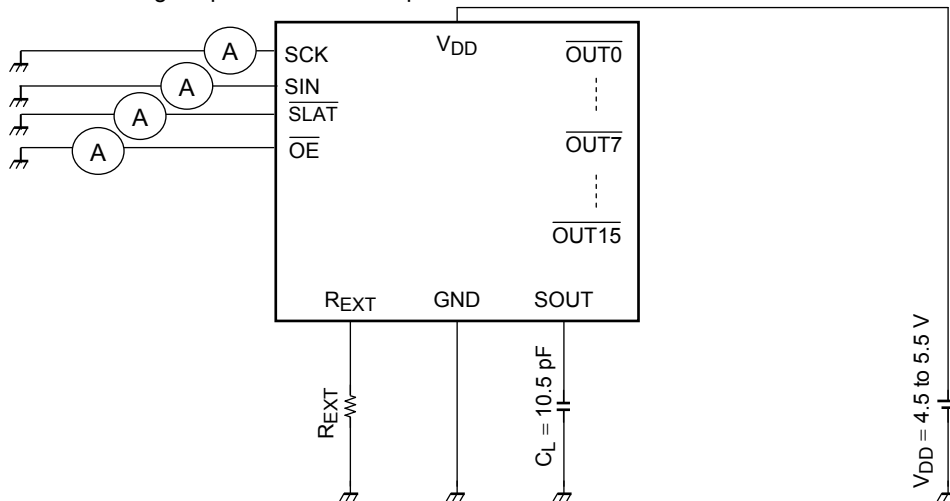 A
A
A
A
SCK
SIN
SLAT
OE
VDD
OUT0
OUT7
OUT15
REXT
GND
SOUT
REXT
CL = 10.5 pF
VDD = 4.5 to 5.5 V